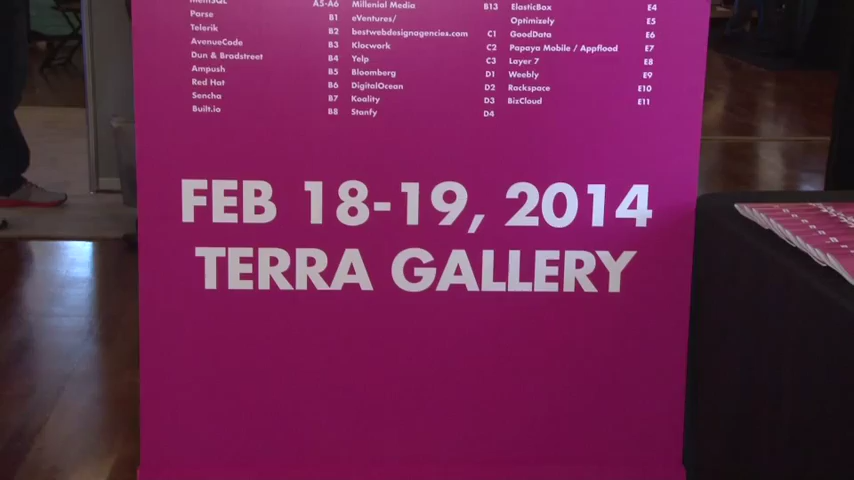 MemSQL A5-A6
Parse B1
Telerik B2
AvenueCode B3
Dun & Bradstreet B4
Ampush B5
Red Hat B6
Sencha B7
Built.io B8
Millenial Media B13
eVentures/
bestwebdesignagencies.com C1
Klocwork C2
Yelp C3
Bloomberg D1
DigitalOcean D2
Koality D3
Stanfy D4
ElasticBox E4
Optimizely E5
GoodData E6
Papaya Mobile / Appflood E7
Layer 7 E8
Weebly E9
Rackspace E10
BizCloud E11
FEB 18-19, 2014
TERRA GALLERY